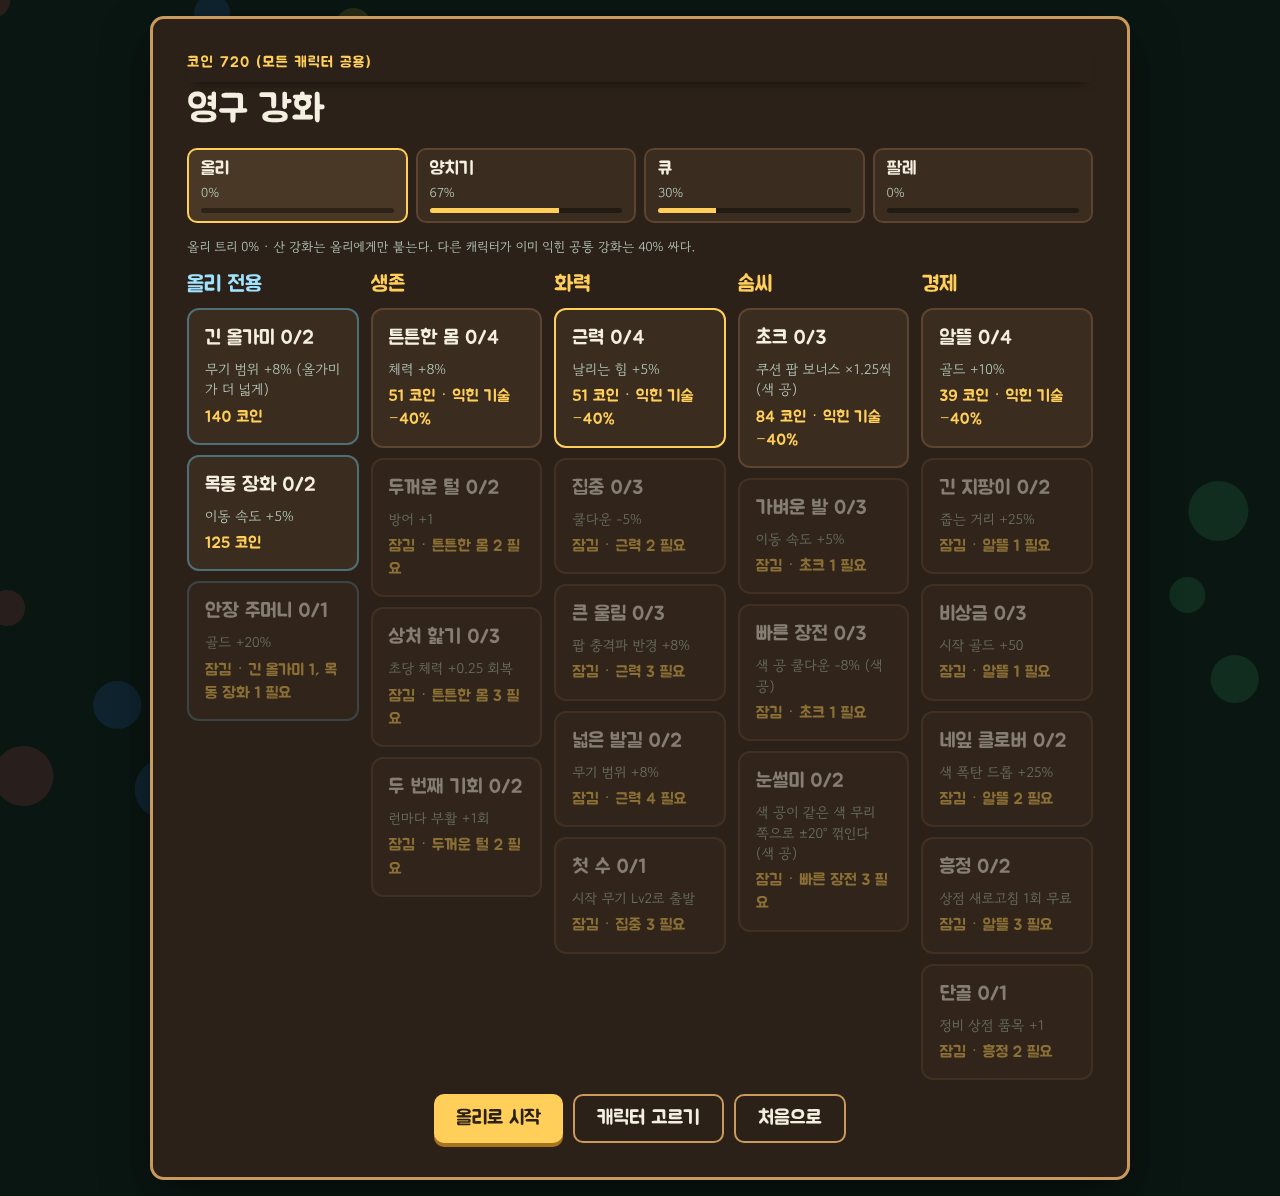 코인 720 (모든 캐릭터 공용)
영구 강화
올리
0%
양치기
67%
큐
30%
팔레
0%
올리 트리 0% · 산 강화는 올리에게만 붙는다. 다른 캐릭터가 이미 익힌 공통 강화는 40% 싸다.
올리 전용
긴 올가미 0/2
무기 범위 +8% (올가미
가 더 넓게)
140 코인
목동 장화 0/2
이동 속도 +5%
125 코인
안장 주머니 0/1
골드 +20%
잠김 · 긴 올가미 1, 목
동 장화 1 필요
생존
튼튼한 몸 0/4
체력 +8%
51 코인 · 익힌 기술
−40%
두꺼운 털 0/2
방어 +1
잠김 · 튼튼한 몸 2 필
요
상처 핥기 0/3
초당 체력 +0.25 회복
잠김 · 튼튼한 몸 3 필
요
두 번째 기회 0/2
런마다 부활 +1회
잠김 · 두꺼운 털 2 필
요
화력
근력 0/4
날리는 힘 +5%
51 코인 · 익힌 기술
−40%
집중 0/3
쿨다운 -5%
잠김 · 근력 2 필요
큰 울림 0/3
팝 충격파 반경 +8%
잠김 · 근력 3 필요
넓은 발길 0/2
무기 범위 +8%
잠김 · 근력 4 필요
첫 수 0/1
시작 무기 Lv2로 출발
잠김 · 집중 3 필요
솜씨
초크 0/3
쿠션 팝 보너스 ×1.25씩
(색 공)
84 코인 · 익힌 기술
−40%
가벼운 발 0/3
이동 속도 +5%
잠김 · 초크 1 필요
빠른 장전 0/3
색 공 쿨다운 -8% (색
공)
잠김 · 초크 1 필요
눈썰미 0/2
색 공이 같은 색 무리
쪽으로 ±20° 꺾인다
(색 공)
잠김 · 빠른 장전 3 필
요
경제
알뜰 0/4
골드 +10%
39 코인 · 익힌 기술
−40%
긴 지팡이 0/2
줍는 거리 +25%
잠김 · 알뜰 1 필요
비상금 0/3
시작 골드 +50
잠김 · 알뜰 1 필요
네잎 클로버 0/2
색 폭탄 드롭 +25%
잠김 · 알뜰 2 필요
흥정 0/2
상점 새로고침 1회 무료
잠김 · 알뜰 3 필요
단골 0/1
정비 상점 품목 +1
잠김 · 흥정 2 필요
올리로 시작
캐릭터 고르기
처음으로